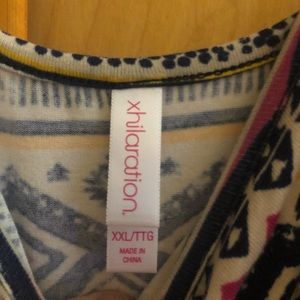 xhilaration.
XXL/TTG
MADE IN
CHINA